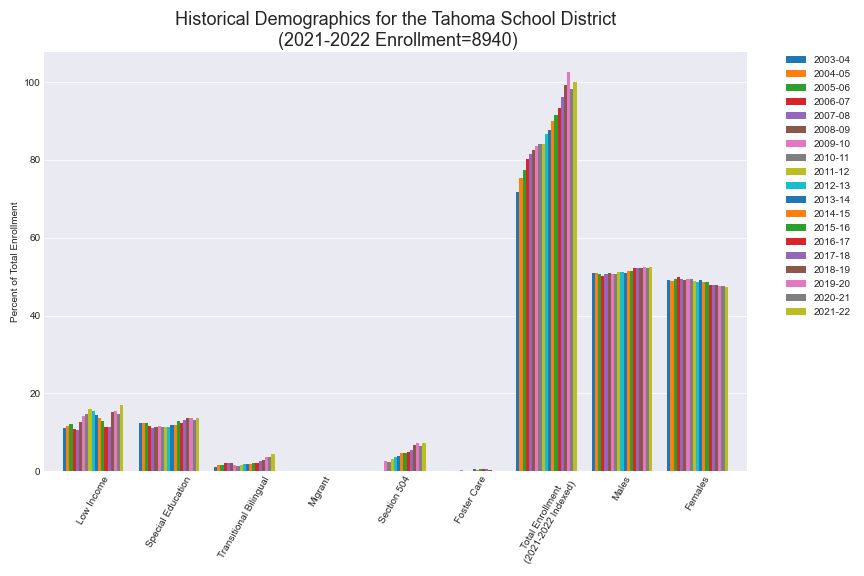 Historical Demographics for the Tahoma School District
(2021-2022 Enrollment=8940)
Percent of Total Enrollment
100
80
60
40
20
0
Low Income
Special Education
Transitional Bilingual
Migrant
Section 504
Foster Care
Total Enrollment
(2021-2022 Indexed)
Males
Females
2003-04
2004-05
2005-06
2006-07
2007-08
2008-09
2009-10
2010-11
2011-12
2012-13
2013-14
2014-15
2015-16
2016-17
2017-18
2018-19
2019-20
2020-21
2021-22